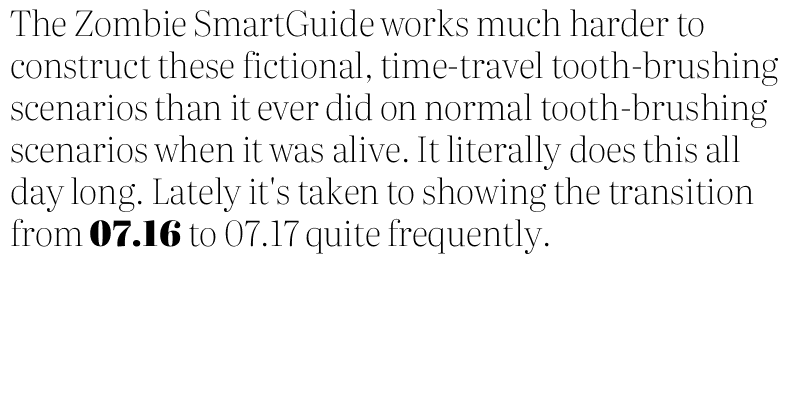 The Zombie SmartGuide works much harder to
construct these fictional, time-travel tooth-brushing
scenarios than it ever did on normal tooth-brushing
scenarios when it was alive. It literally does this all
day long. Lately it's taken to showing the transition
from 07.16 to 07.17 quite frequently.